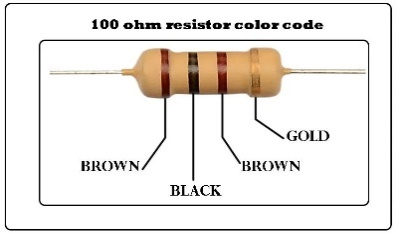 100 ohm resistor color code
GOLD
BROWN
BROWN
BLACK